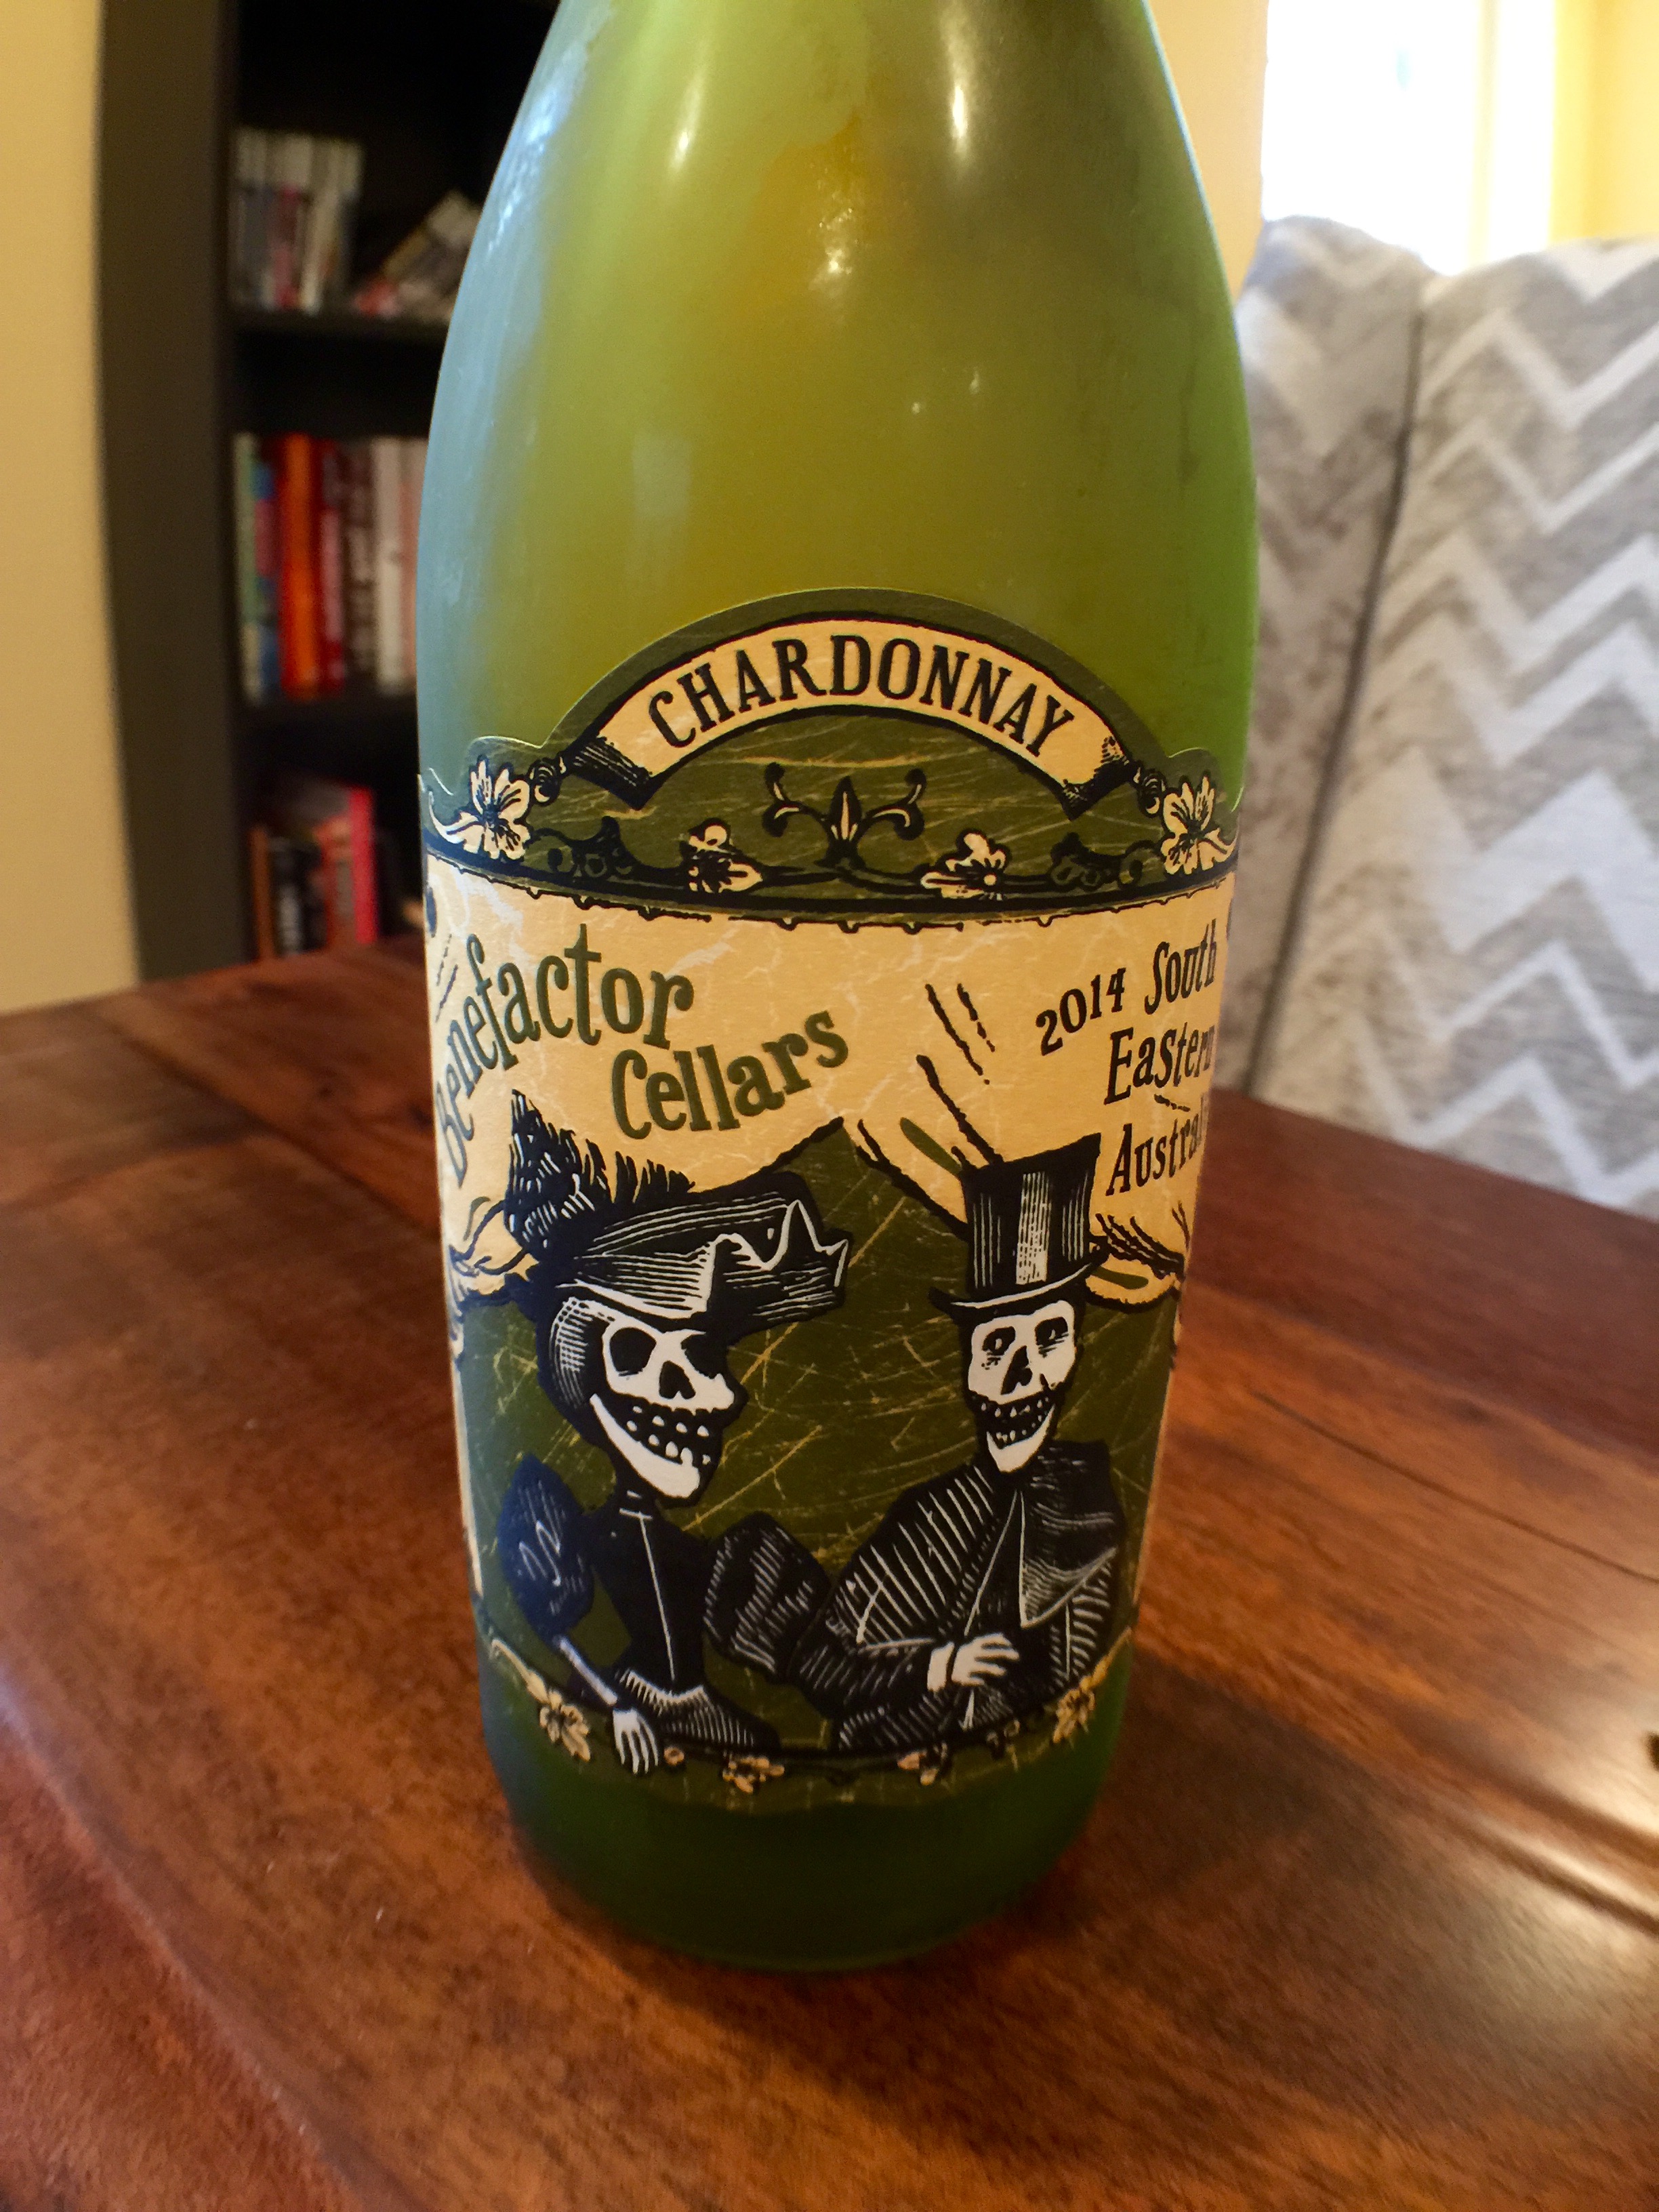 CHARDONNAY
Benefactor
Cellars
2014 South
Eastern